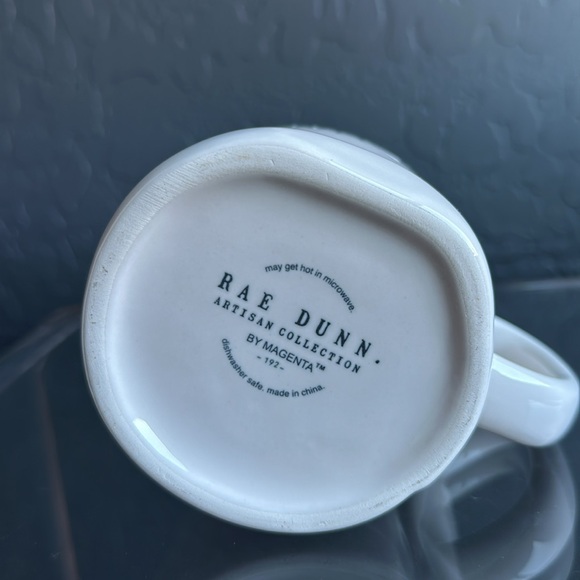 may get hot in microwave.
RAE DUNN.
ARTISAN COLLECTION
BY MAGENTA™
- 192 -
dishwasher safe. made in china.